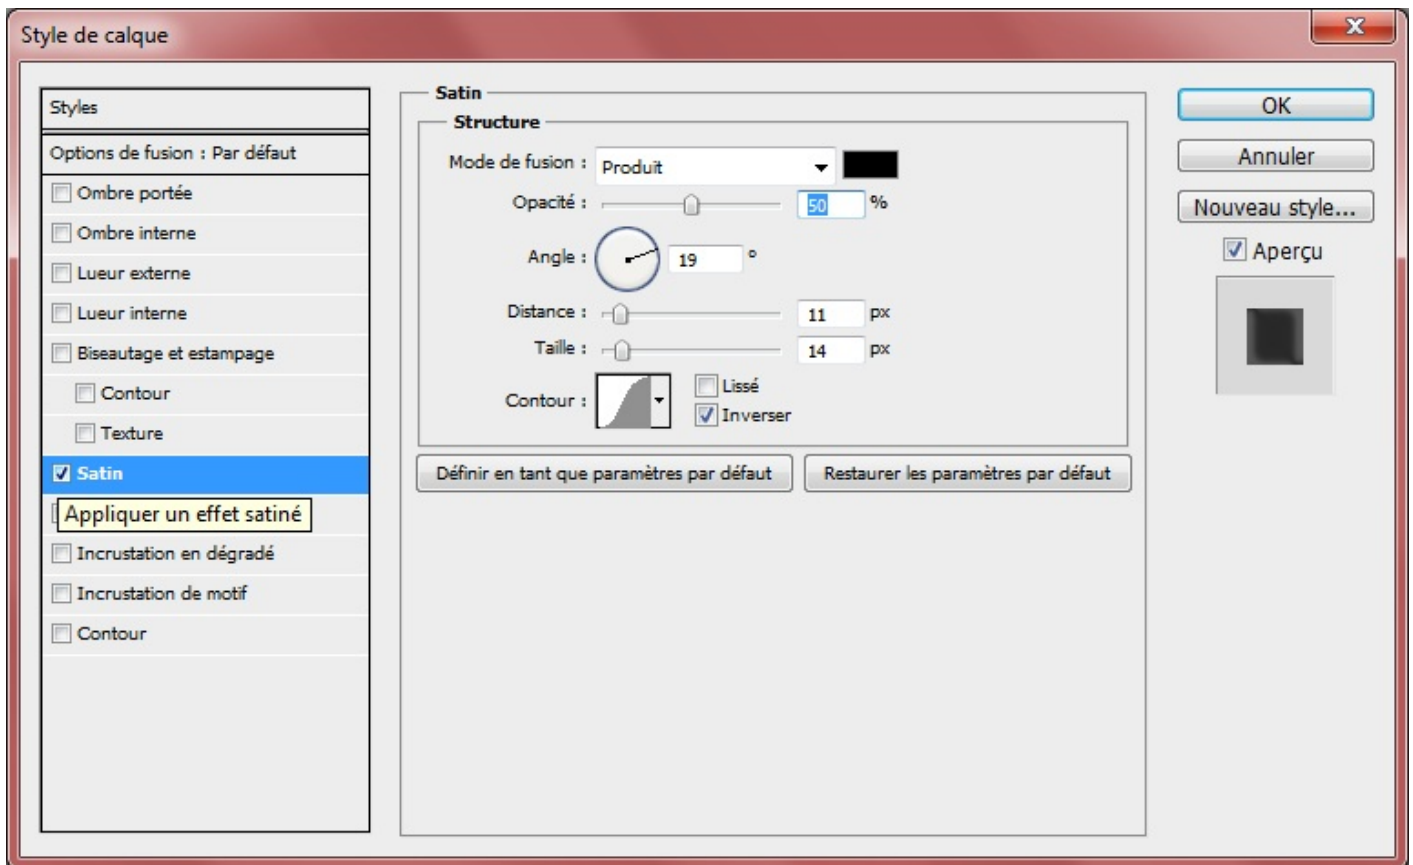 Style de calque
Styles
Options de fusion : Par défaut
Ombre portée
Ombre interne
Lueur externe
Lueur interne
Biseautage et estampage
Contour
Texture
Satin
Appliquer un effet satiné
Incrustation en dégradé
Incrustation de motif
Contour
Satin
Structure
Mode de fusion : Produit
Opacité : 50 %
Angle : 19 °
Distance : 11 px
Taille : 14 px
Contour : Lissé
Inverser
Définir en tant que paramètres par défaut Restaurer les paramètres par défaut
OK
Annuler
Nouveau style...
Aperçu